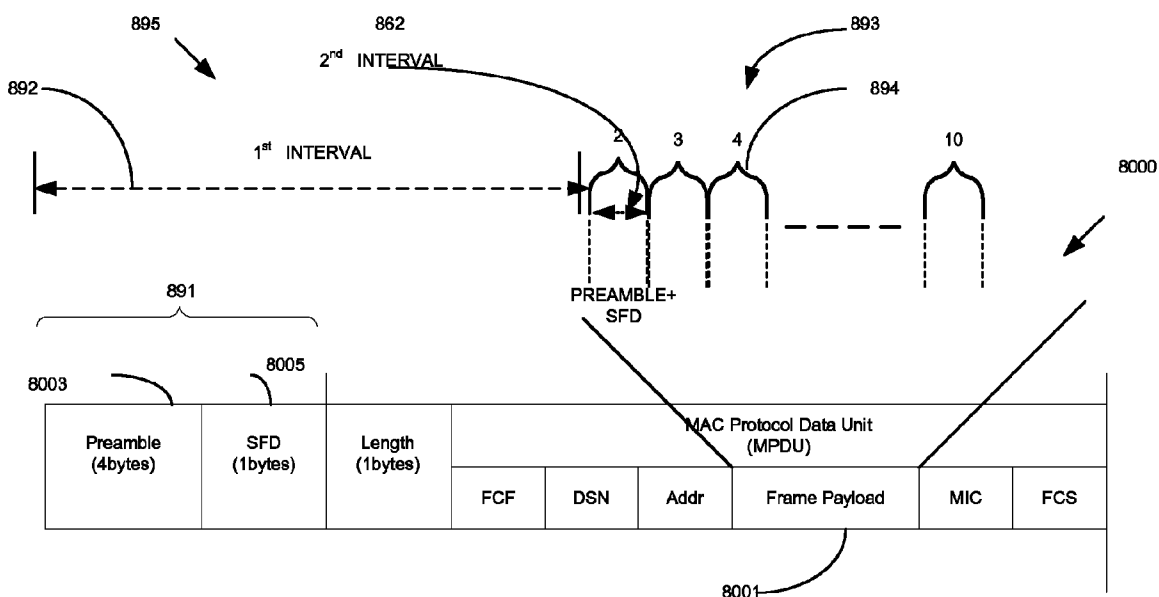 895
862
893
2nd INTERVAL
892
894
2
3
4
10
1st INTERVAL
8000
PREAMBLE+
SFD
891
8003
8005
Preamble
(4bytes)
SFD
(1bytes)
Length
(1bytes)
MAC Protocol Data Unit
(MPDU)
FCF
DSN
Addr
Frame Payload
MIC
FCS
8001